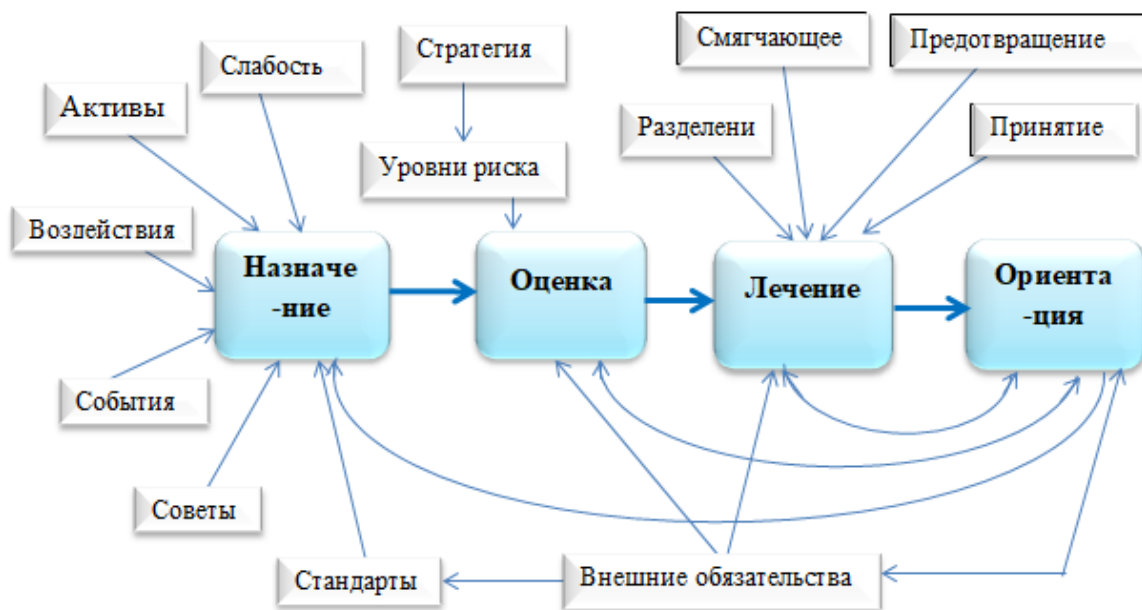 Смягчающее
Предотвращение
Стратегия
Слабость
Активы
Разделени
Принятие
Уровни риска
Воздействия
Назначе
-ние
Оценка
Лечение
Ориента
-ция
События
Советы
Стандарты
Внешние обязательства